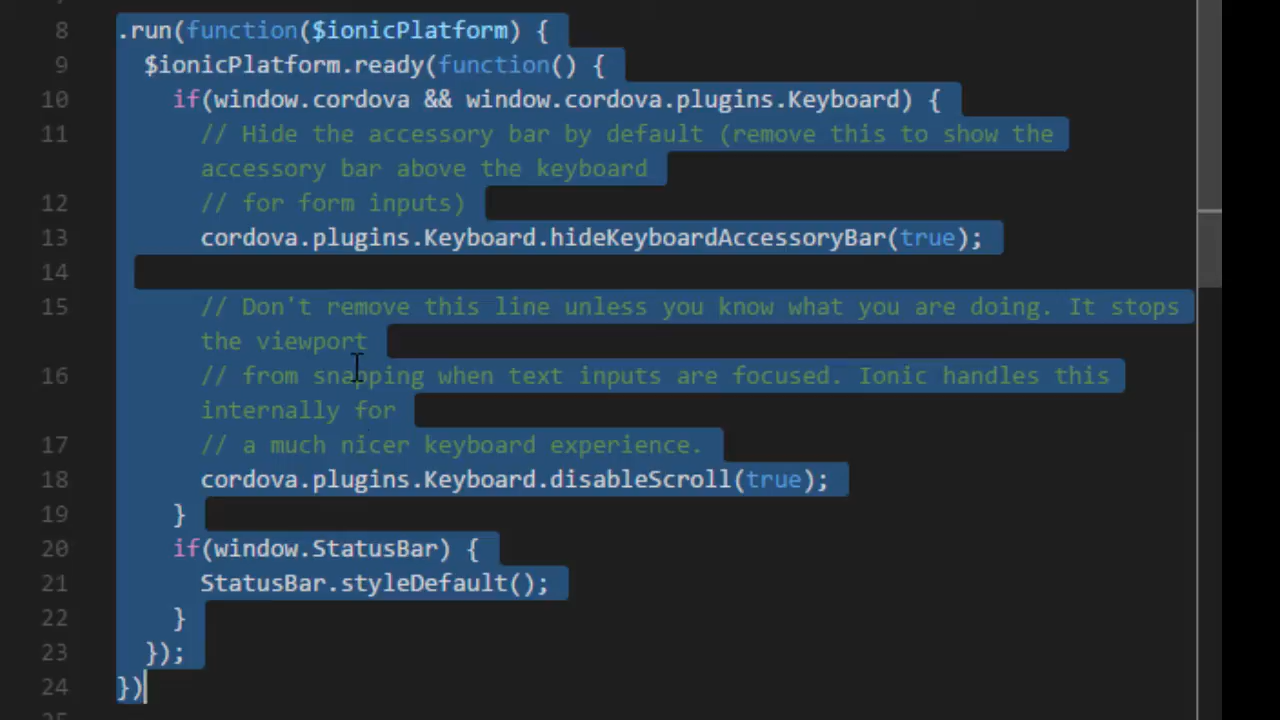 8 .run(function($ionicPlatform) {
9 $ionicPlatform.ready(function() {
10 if(window.cordova && window.cordova.plugins.Keyboard) {
11 // Hide the accessory bar by default (remove this to show the
accessory bar above the keyboard
12 // for form inputs)
13 cordova.plugins.Keyboard.hideKeyboardAccessoryBar(true);
14
15 // Don't remove this line unless you know what you are doing. It stops
the viewport
16 // from snapping when text inputs are focused. Ionic handles this
internally for
17 // a much nicer keyboard experience.
18 cordova.plugins.Keyboard.disableScroll(true);
19 }
20 if(window.StatusBar) {
21 StatusBar.styleDefault();
22 }
23 });
24 })